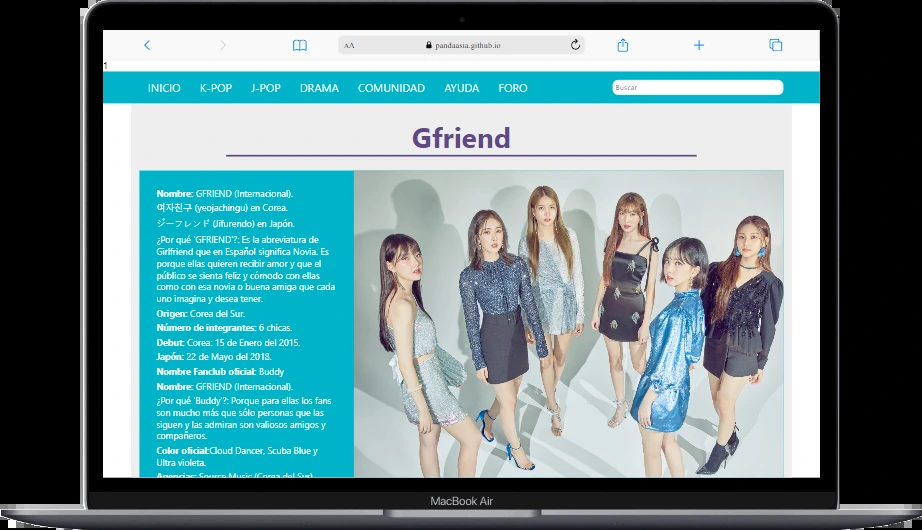 AA pandaasia.github.io
1
INICIO K-POP J-POP DRAMA COMUNIDAD AYUDA FORO Buscar
Gfriend
Nombre: GFRIEND (Internacional).
여자친구 (yeojachingu) en Corea.
ジーフレンド (Jifurendo) en Japón.
¿Por qué 'GFRIEND'?: Es la abreviatura de
Girlfriend que en Español significa Novia. Es
porque ellas quieren recibir amor y que el
público se sienta feliz y cómodo con ellas
como con esa novia o buena amiga que cada
uno imagina y desea tener.
Origen: Corea del Sur.
Número de integrantes: 6 chicas.
Debut: Corea: 15 de Enero del 2015.
Japón: 22 de Mayo del 2018.
Nombre Fanclub oficial: Buddy
Nombre: GFRIEND (Internacional).
¿Por qué 'Buddy'?: Porque para ellas los fans
son mucho más que sólo personas que las
siguen y las admiran son valiosos amigos y
compañeros.
Color oficial:Cloud Dancer, Scuba Blue y
Ultra violeta.
Agencias: Source Music (Corea del Sur)
MacBook Air